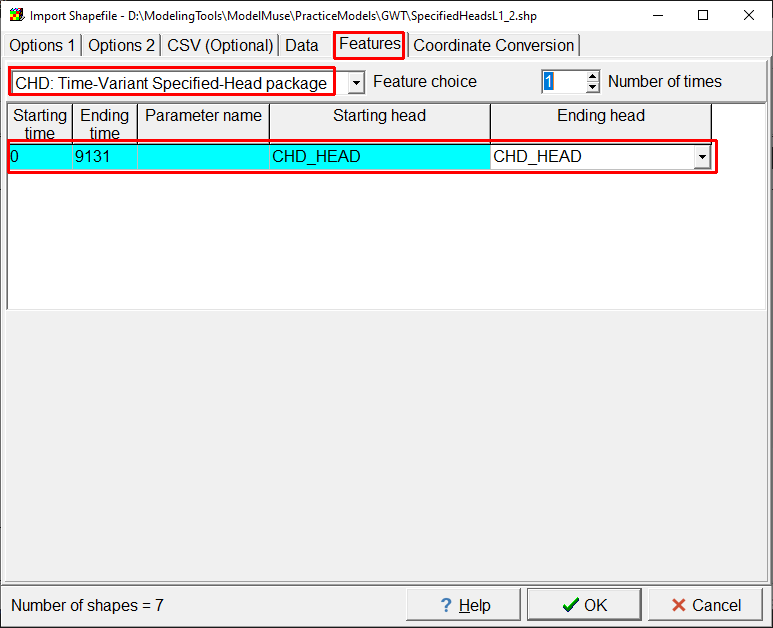 Import Shapefile - D:\ModelingTools\ModelMuse\PracticeModels\GWT\SpecifiedHeadsL1_2.shp
Options 1 Options 2 CSV (Optional) Data Features Coordinate Conversion
CHD: Time-Variant Specified-Head package Feature choice 1 Number of times
Starting time Ending time Parameter name Starting head Ending head
0 9131 CHD_HEAD CHD_HEAD
Number of shapes = 7 ? Help OK Cancel